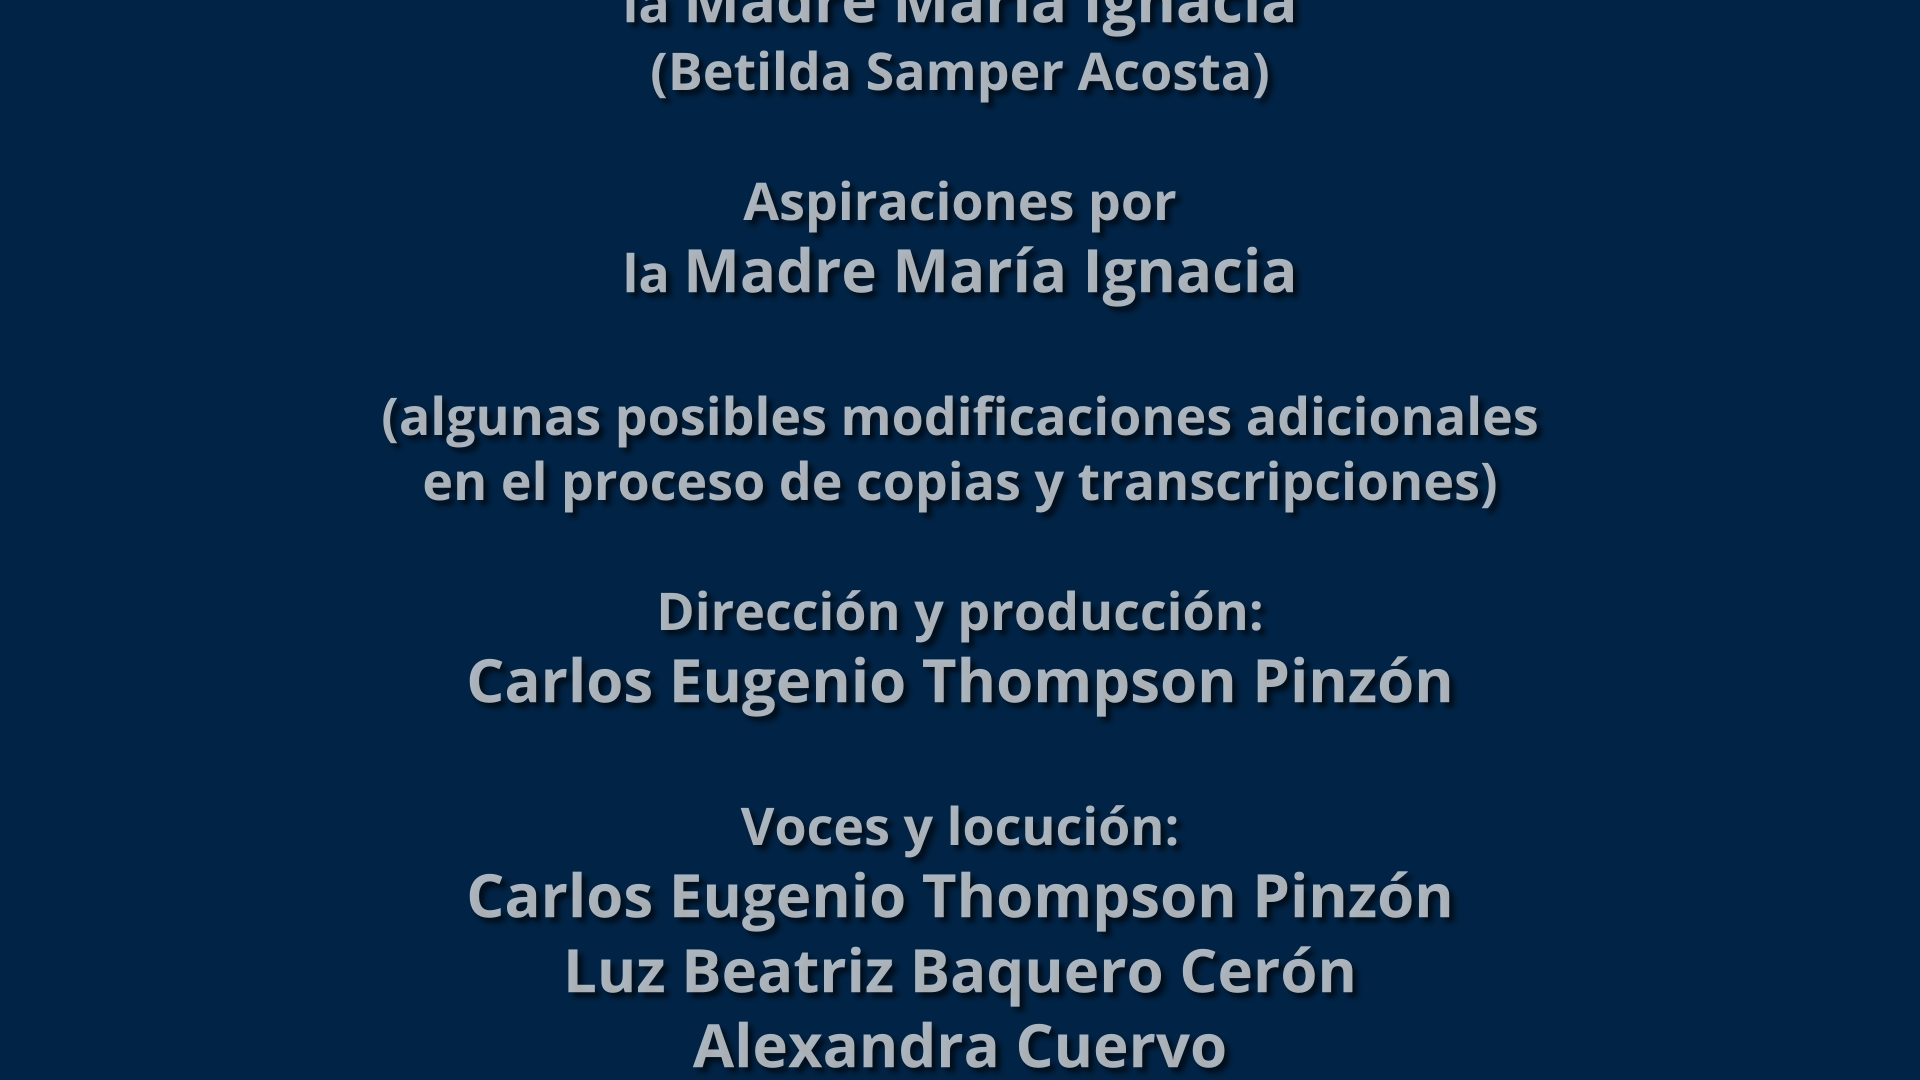 la Madre María Ignacia
(Betilda Samper Acosta)
Aspiraciones por
la Madre María Ignacia
(algunas posibles modificaciones adicionales
en el proceso de copias y transcripciones)
Dirección y producción:
Carlos Eugenio Thompson Pinzón
Voces y locución:
Carlos Eugenio Thompson Pinzón
Luz Beatriz Baquero Cerón
Alexandra Cuervo